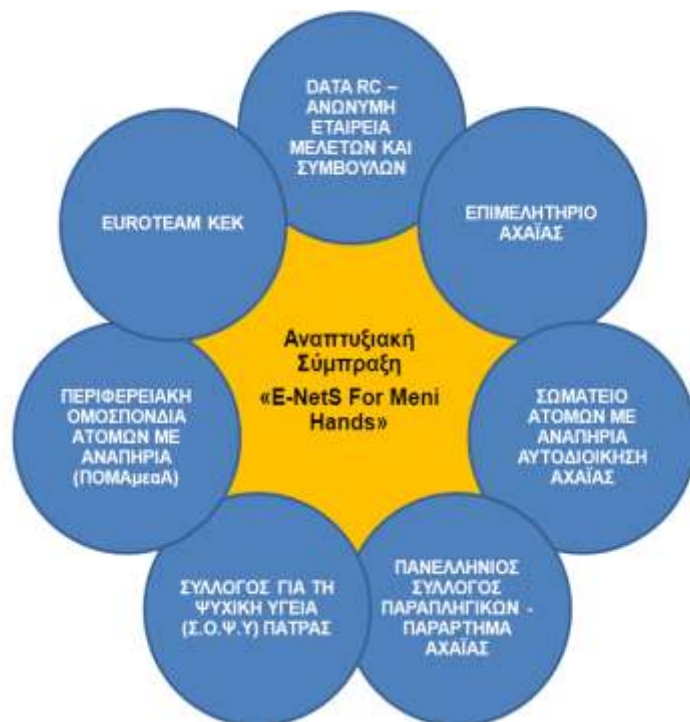 DATA RC –
ΑΝΩΝΥΜΗ
ΕΤΑΙΡΕΙΑ
ΜΕΛΕΤΩΝ ΚΑΙ
ΣΥΜΒΟΥΛΩΝ
ΕΠΙΜΕΛΗΤΗΡΙΟ
ΑΧΑΪΑΣ
ΣΩΜΑΤΕΙΟ
ΑΤΟΜΩΝ ΜΕ
ΑΝΑΠΗΡΙΑ
ΑΥΤΟΔΙΟΙΚΗΣΗ
ΑΧΑΪΑΣ
ΠΑΝΕΛΛΗΝΙΟΣ
ΣΥΛΛΟΓΟΣ
ΠΑΡΑΠΛΗΓΙΚΩΝ -
ΠΑΡΑΡΤΗΜΑ
ΑΧΑΪΑΣ
ΣΥΛΛΟΓΟΣ ΓΙΑ ΤΗ
ΨΥΧΙΚΗ ΥΓΕΙΑ
(Σ.Ο.Ψ.Υ) ΠΑΤΡΑΣ
ΠΕΡΙΦΕΡΕΙΑΚΗ
ΟΜΟΣΠΟΝΔΙΑ
ΑΤΟΜΩΝ ΜΕ
ΑΝΑΠΗΡΙΑ
(ΠΟΜΑμεαΑ)
EUROTEAM ΚΕΚ
Αναπτυξιακή
Σύμπραξη
«E-NetS For Meni
Hands»